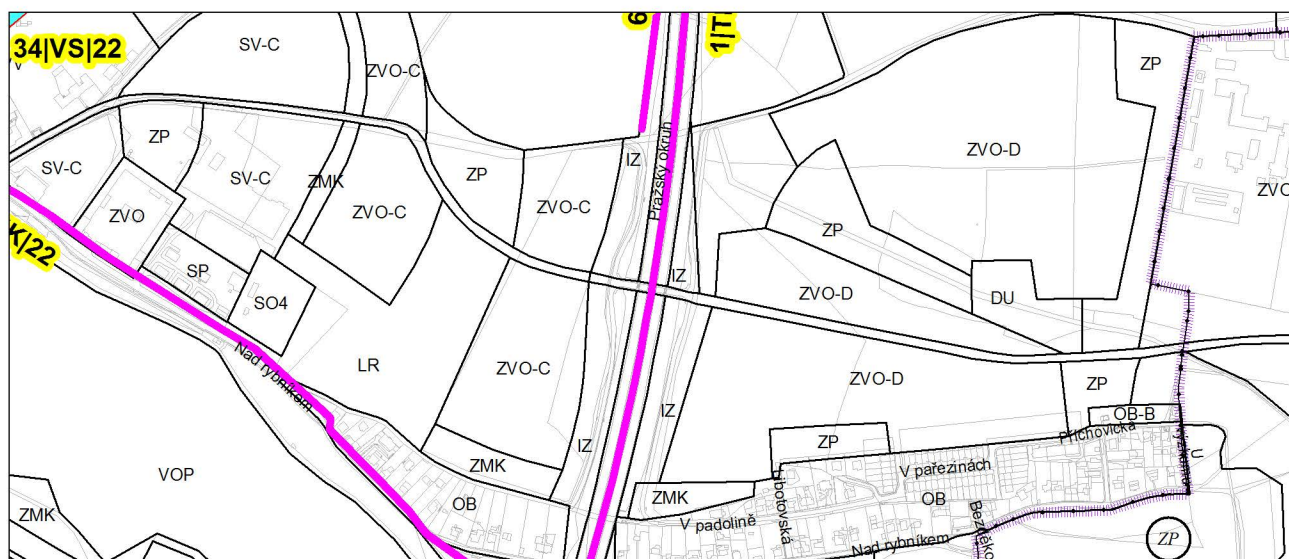 34|VS|22
SV-C
ZVO-C
6
1|T
ZP
ZP
IZ
ZVO-D
SV-C
SV-C
ZMK
ZVO-C
ZP
ZVO-C
Pražský okruh
ZVO
ZVO
K|22
SP
SO4
IZ
ZP
ZVO-D
DU
Nad rybníkem
LR
ZVO-C
ZVO-D
ZP
IZ
OB-B
Příchovická
IZ
ZP
VOP
ZMK
V pařezinách
U
ZMK
OB
ZMK
Libotovská
OB
V padolině
Nad rybníkem
ZP